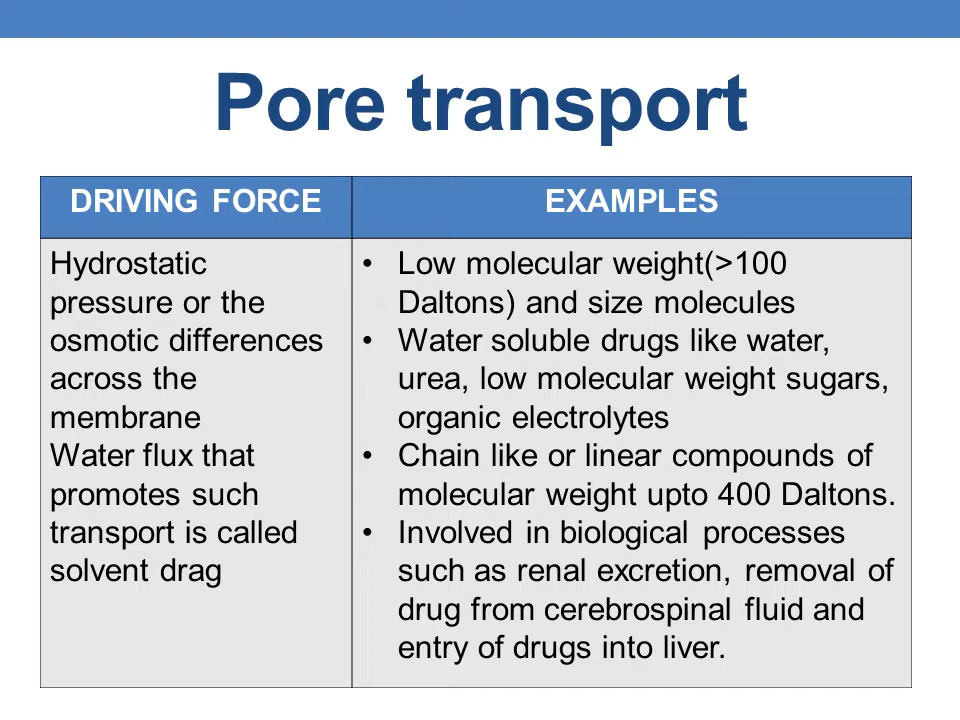 Pore transport
DRIVING FORCE
EXAMPLES
Hydrostatic
pressure or the
osmotic differences
across the
membrane
Water flux that
promotes such
transport is called
solvent drag
• Low molecular weight(>100
Daltons) and size molecules
• Water soluble drugs like water,
urea, low molecular weight sugars,
organic electrolytes
• Chain like or linear compounds of
molecular weight upto 400 Daltons.
• Involved in biological processes
such as renal excretion, removal of
drug from cerebrospinal fluid and
entry of drugs into liver.